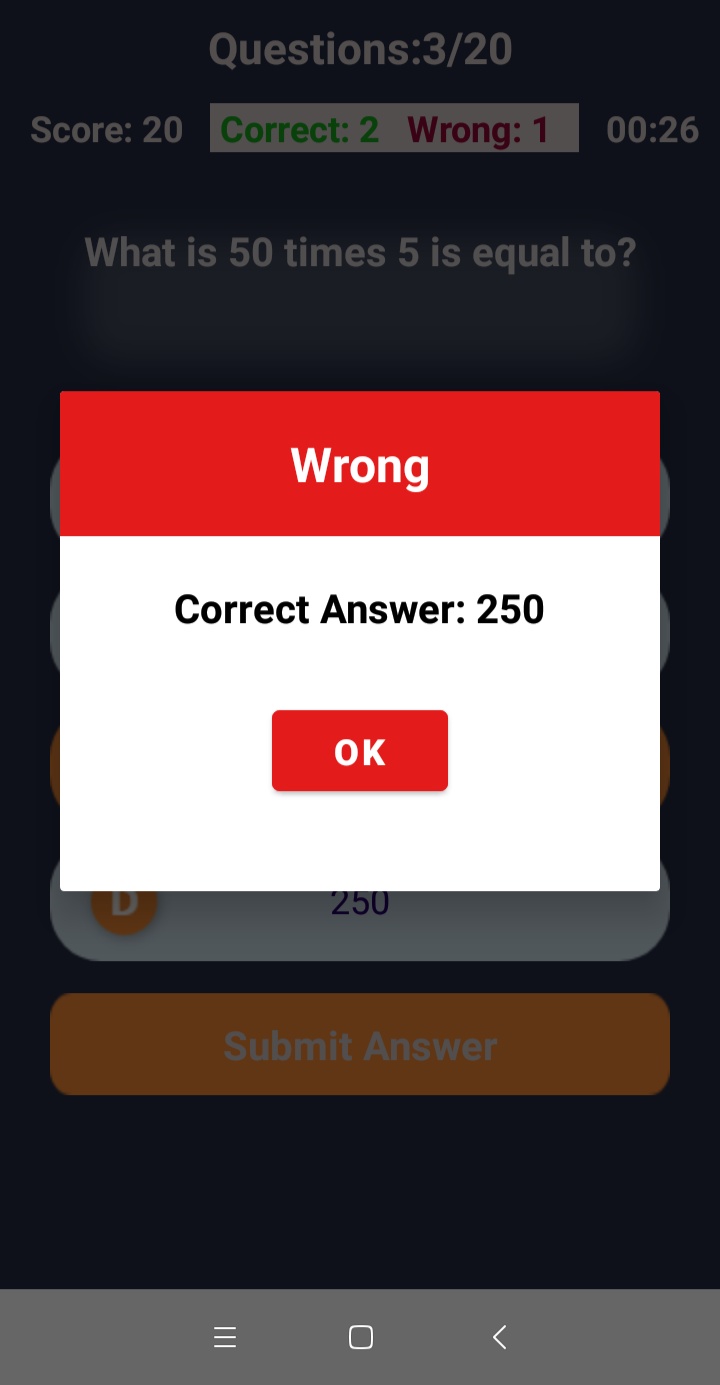 Questions:3/20
Score: 20 Correct: 2 Wrong: 1 00:26
What is 50 times 5 is equal to?
Wrong
Correct Answer: 250
OK
D 250
Submit Answer